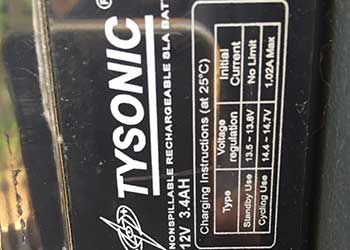 TYSONIC®
NONSPILLABLE RECHARGEABLE SLA BATT
12V 3.4AH
Charging Instructions (at 25°C)
Type Voltage regulation Initial Current
Standby Use 13.5 ~ 13.8V No Limit
Cycling Use 14.4 ~ 14.7V 1.02A Max